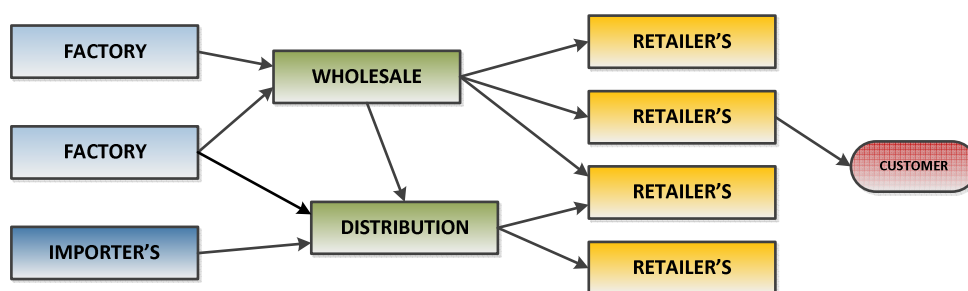 FACTORY
FACTORY
IMPORTER’S
WHOLESALE
DISTRIBUTION
RETAILER’S
RETAILER’S
RETAILER’S
RETAILER’S
CUSTOMER